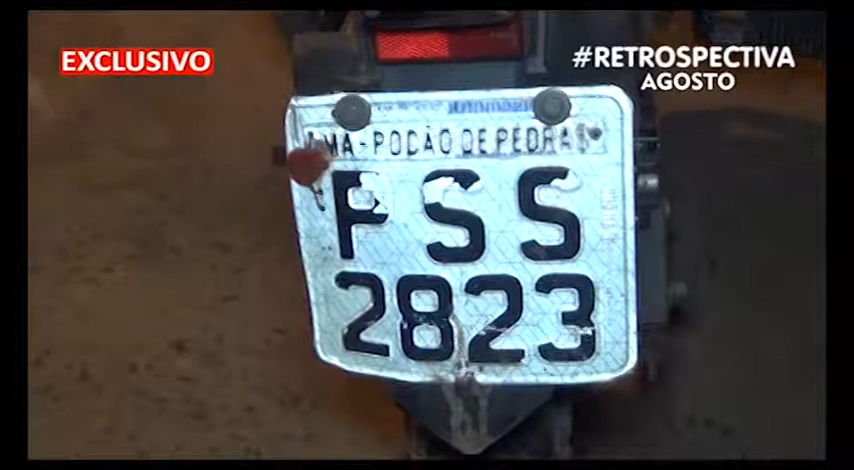 EXCLUSIVO
#RETROSPECTIVA
AGOSTO
MA - POÇÃO DE PEDRAS
PSS
2823